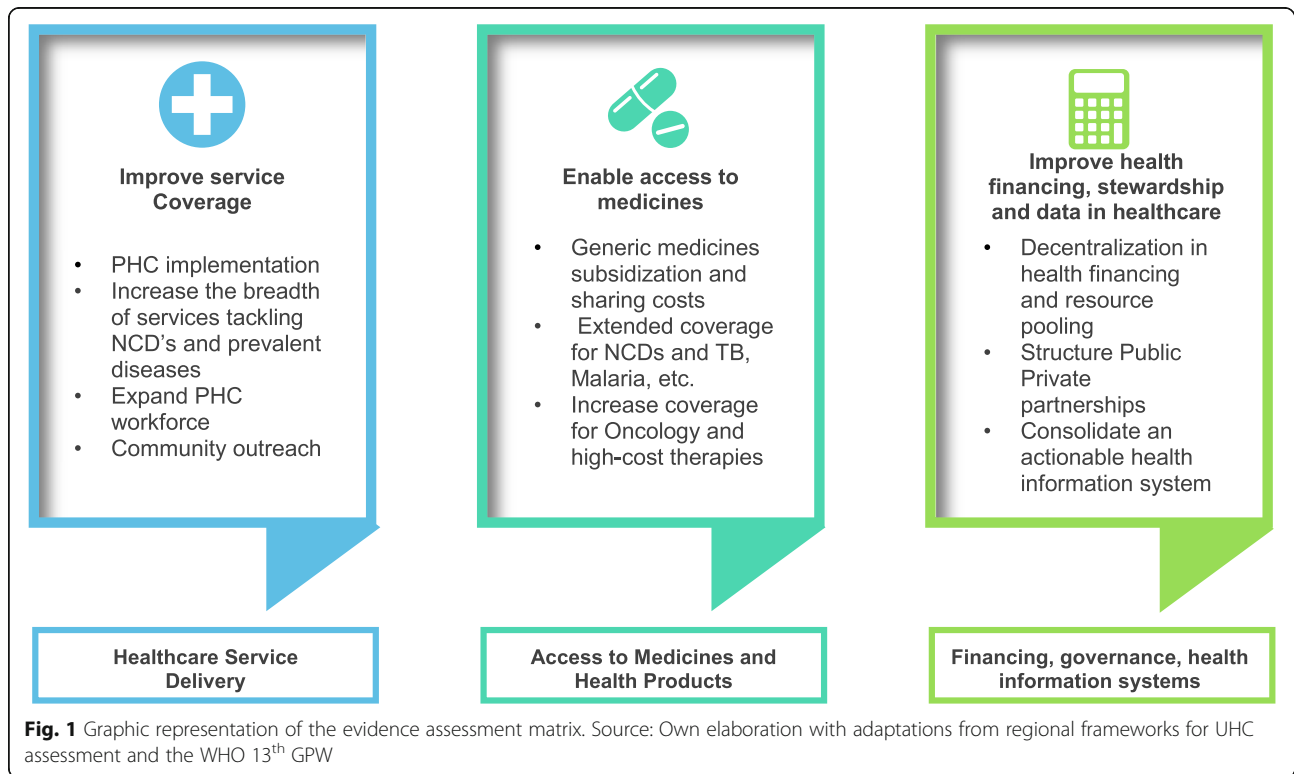 Improve service
Coverage
• PHC implementation
• Increase the breadth
of services tackling
NCD's and prevalent
diseases
• Expand PHC
workforce
• Community outreach
Healthcare Service
Delivery
Enable access to
medicines
• Generic medicines
subsidization and
sharing costs
• Extended coverage
for NCDs and TB,
Malaria, etc.
• Increase coverage
for Oncology and
high-cost therapies
Access to Medicines and
Health Products
Improve health
financing, stewardship
and data in healthcare
• Decentralization in
health financing
and resource
pooling
• Structure Public
Private
partnerships
• Consolidate an
actionable health
information system
Financing, governance, health
information systems
Fig. 1 Graphic representation of the evidence assessment matrix. Source: Own elaboration with adaptations from regional frameworks for UHC
assessment and the WHO 13th GPW